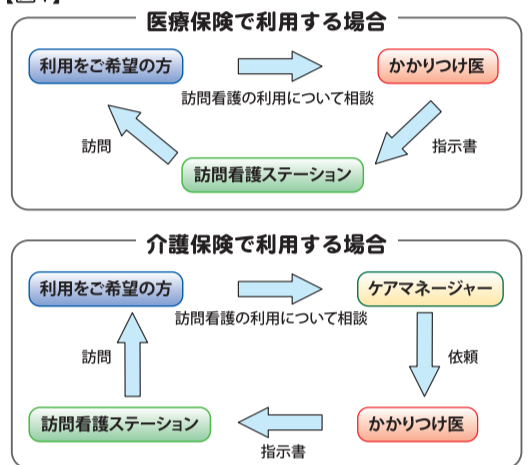 医療保険で利用する場合
利用をご希望の方
かかりつけ医
訪問看護の利用について相談
訪問
指示書
訪問看護ステーション
介護保険で利用する場合
利用をご希望の方
ケアマネージャー
訪問看護の利用について相談
訪問
依頼
訪問看護ステーション
かかりつけ医
指示書